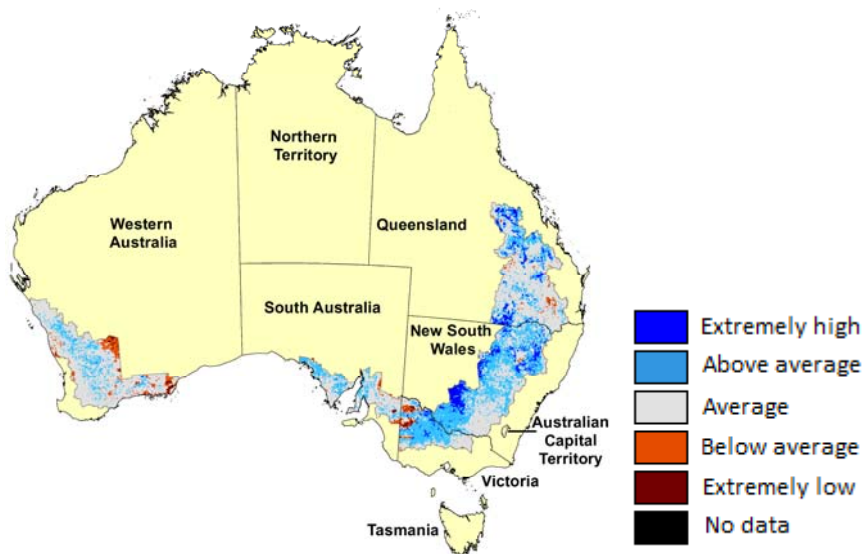 Northern
Territory
Western
Australia
Queensland
South Australia
New South
Wales
Australian
Capital
Territory
Victoria
Tasmania
Extremely high
Above average
Average
Below average
Extremely low
No data